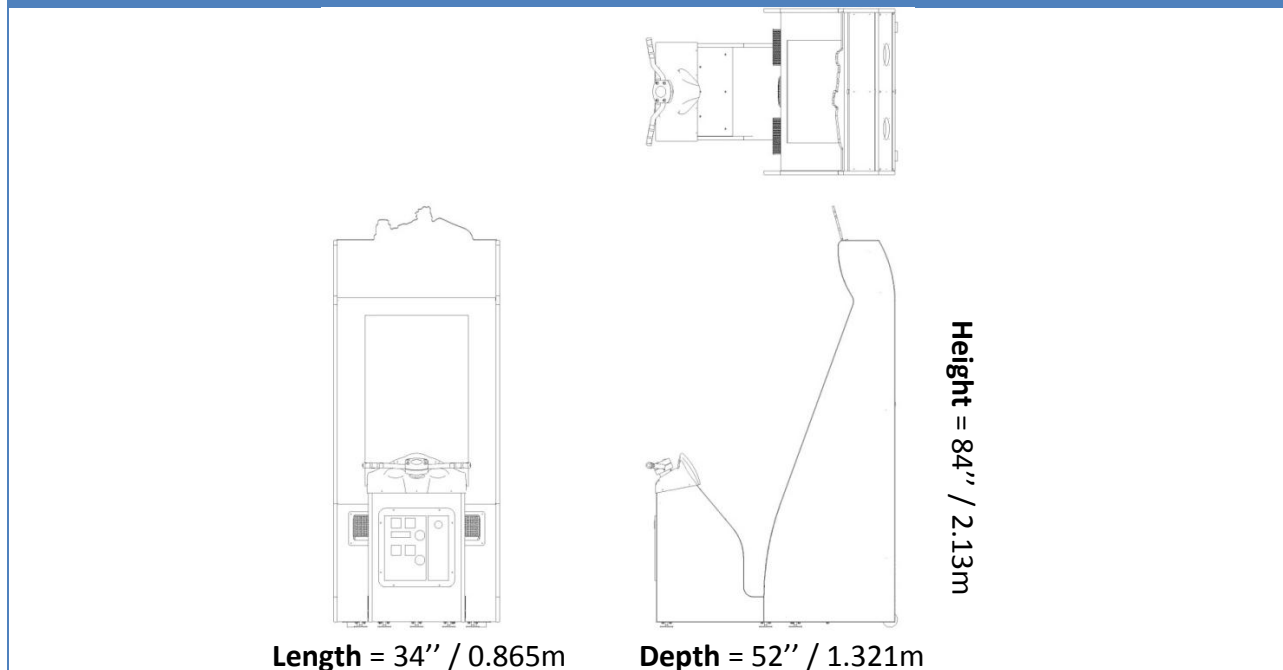 Height = 84’’ / 2.13m
Length = 34’’ / 0.865m
Depth = 52’’ / 1.321m